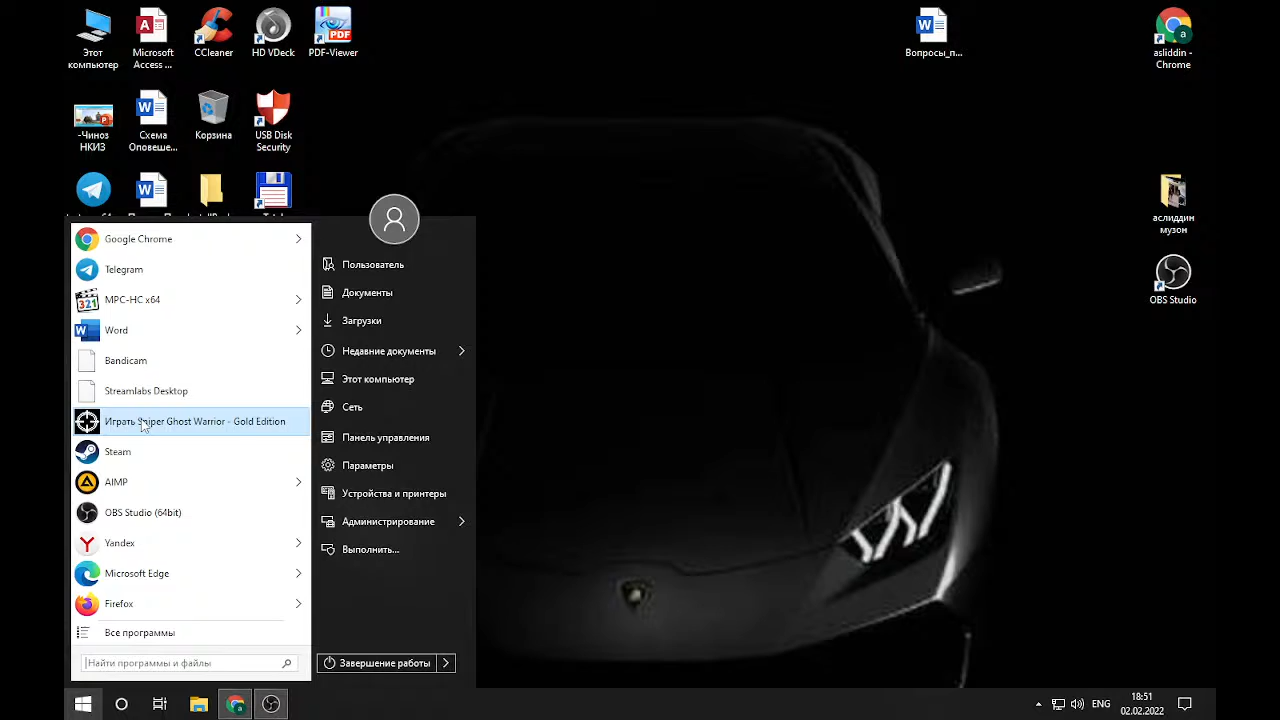 Этот
компьютер
Microsoft
Access ...
CCleaner
HD VDeck
PDF-Viewer
Вопросы_п...
asliddin -
Chrome
-Чиноз
НКИЗ
Схема
Оповеше...
Корзина
USB Disk
Security
аслиддин
музон
OBS Studio
Google Chrome
Telegram
MPC-HC x64
Word
Bandicam
Streamlabs Desktop
Играть Sniper Ghost Warrior - Gold Edition
Steam
AIMP
OBS Studio (64bit)
Yandex
Microsoft Edge
Firefox
Все программы
Найти программы и файлы
Пользователь
Документы
Загрузки
Недавние документы
Этот компьютер
Сеть
Панель управления
Параметры
Устройства и принтеры
Администрирование
Выполнить...
Завершение работы
ENG
18:51
02.02.2022